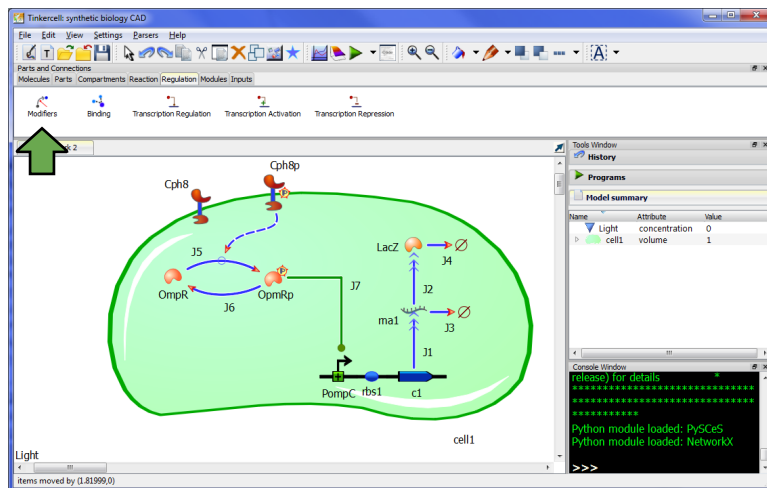 Tinkercell: synthetic biology CAD
File Edit View Settings Parsers Help
T
A
Parts and Connections
Molecules Parts Compartments Reaction Regulation Modules Inputs
Modifiers Binding Transcription Regulation Transcription Activation Transcription Repression
2
Tools Window
History
Programs
Model summary
Name Attribute Value
Light concentration 0
cell1 volume 1
Cph8
Cph8p
P
J5
OmpR
P
OpmRp
J6
J7
LacZ
J4
J2
rna1
J3
J1
PompC rbs1 c1
cell1
Light
Console Window
release) for details *
******************************
******************************
***********
Python module loaded: PySCeS
Python module loaded: NetworkX
>>>
items moved by (1.81999,0)